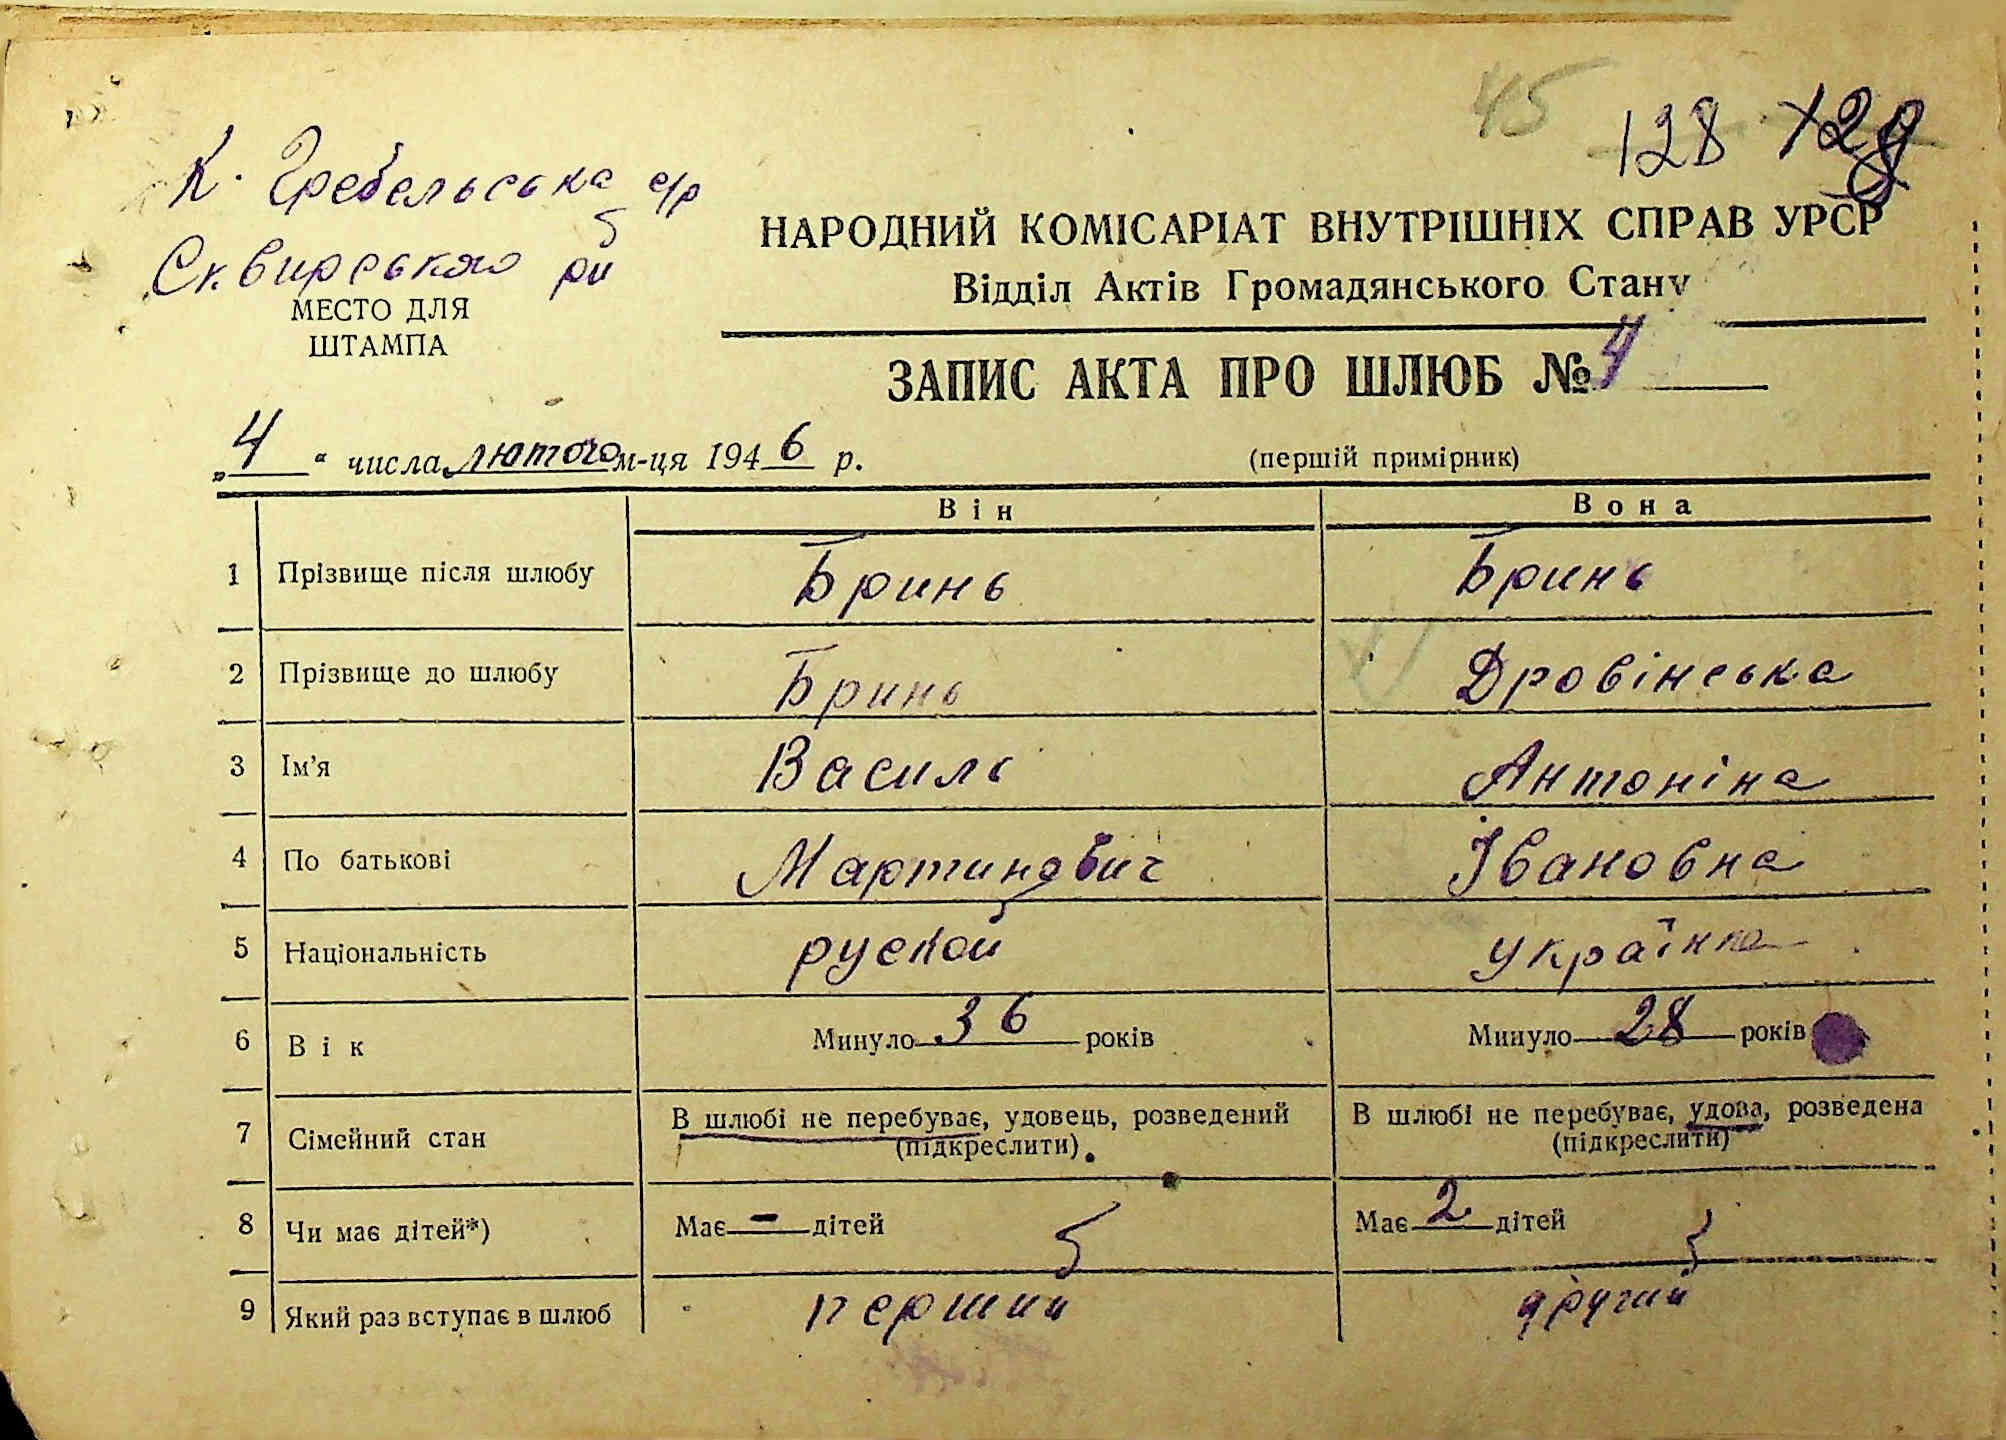 45 128 128
К. Гребельська с/р
Сквирського рй
МЕСТО ДЛЯ
ШТАМПА
НАРОДНИЙ КОМІСАРІАТ ВНУТРІШНІХ СПРАВ УРСР
Відділ Актів Громадянського Стану
ЗАПИС АКТА ПРО ШЛЮБ № 4
„4“ числа лютого м-ця 1946 р.
(першій примірник)
Він Вона
1 Прізвище після шлюбу Бринь Бринь
2 Прізвище до шлюбу Бринь Дровінська
3 Ім’я Василь Антоніна
4 По батькові Мартинович Івановна
5 Національність руской українка
6 Вік Минуло 36 років Минуло 28 років
7 Сімейний стан В шлюбі не перебуває, удовець, розведений (підкреслити). В шлюбі не перебуває, удова, розведена (підкреслити)
8 Чи має дітей*) Має - дітей Має 2 дітей
9 Який раз вступає в шлюб перший другий